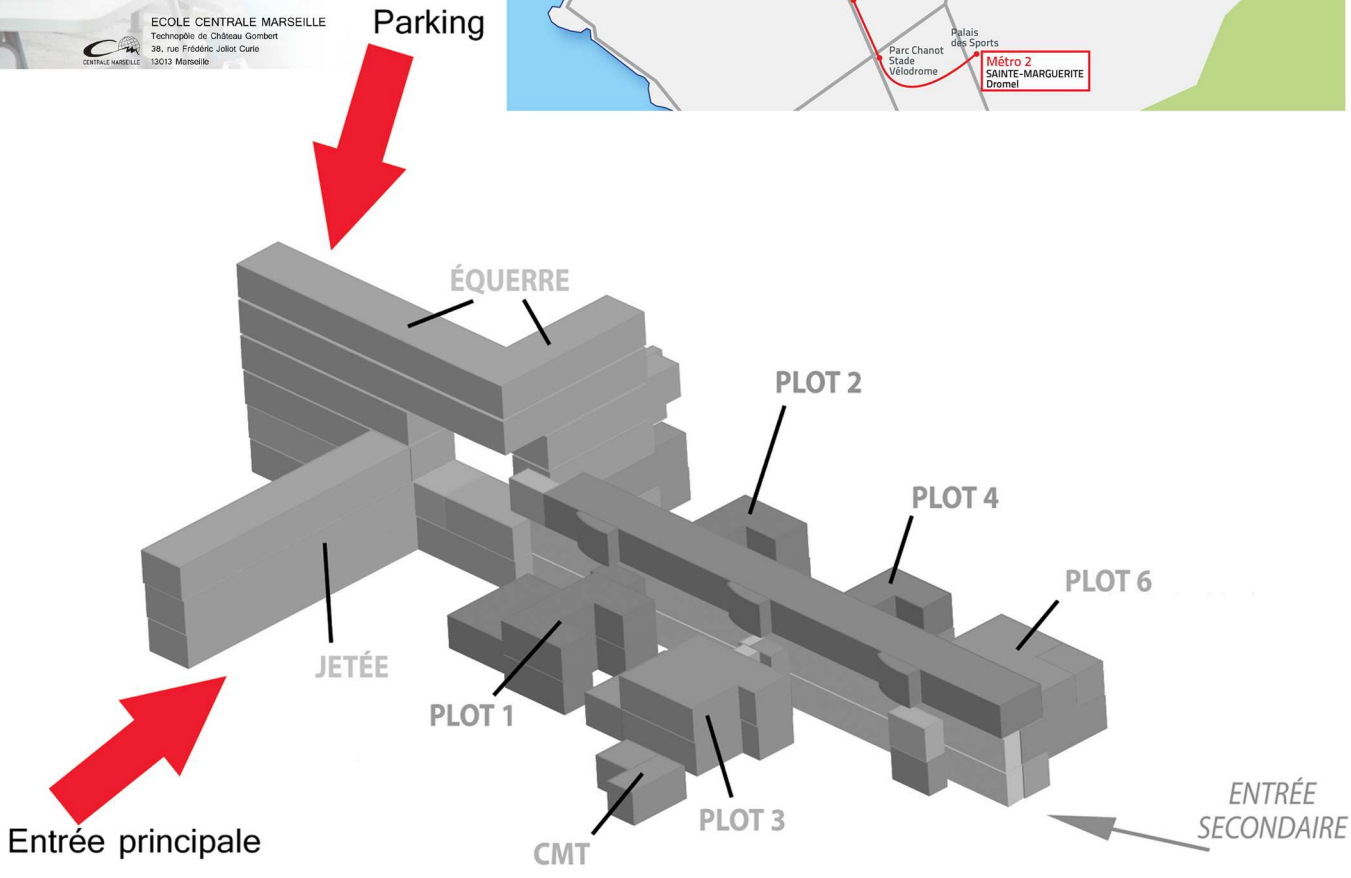 ECOLE CENTRALE MARSEILLE
Technopôle de Château Gombert
38, rue Frédéric Joliot Curie
13013 Marseille
CENTRALE MARSEILLE
Parking
Palais
des Sports
Parc Chanot
Stade
Vélodrome
Métro 2
SAINTE-MARGUERITE
Dromel
ÉQUERRE
PLOT 2
PLOT 4
PLOT 6
JETÉE
PLOT 1
PLOT 3
CMT
Entrée principale
ENTRÉE
SECONDAIRE